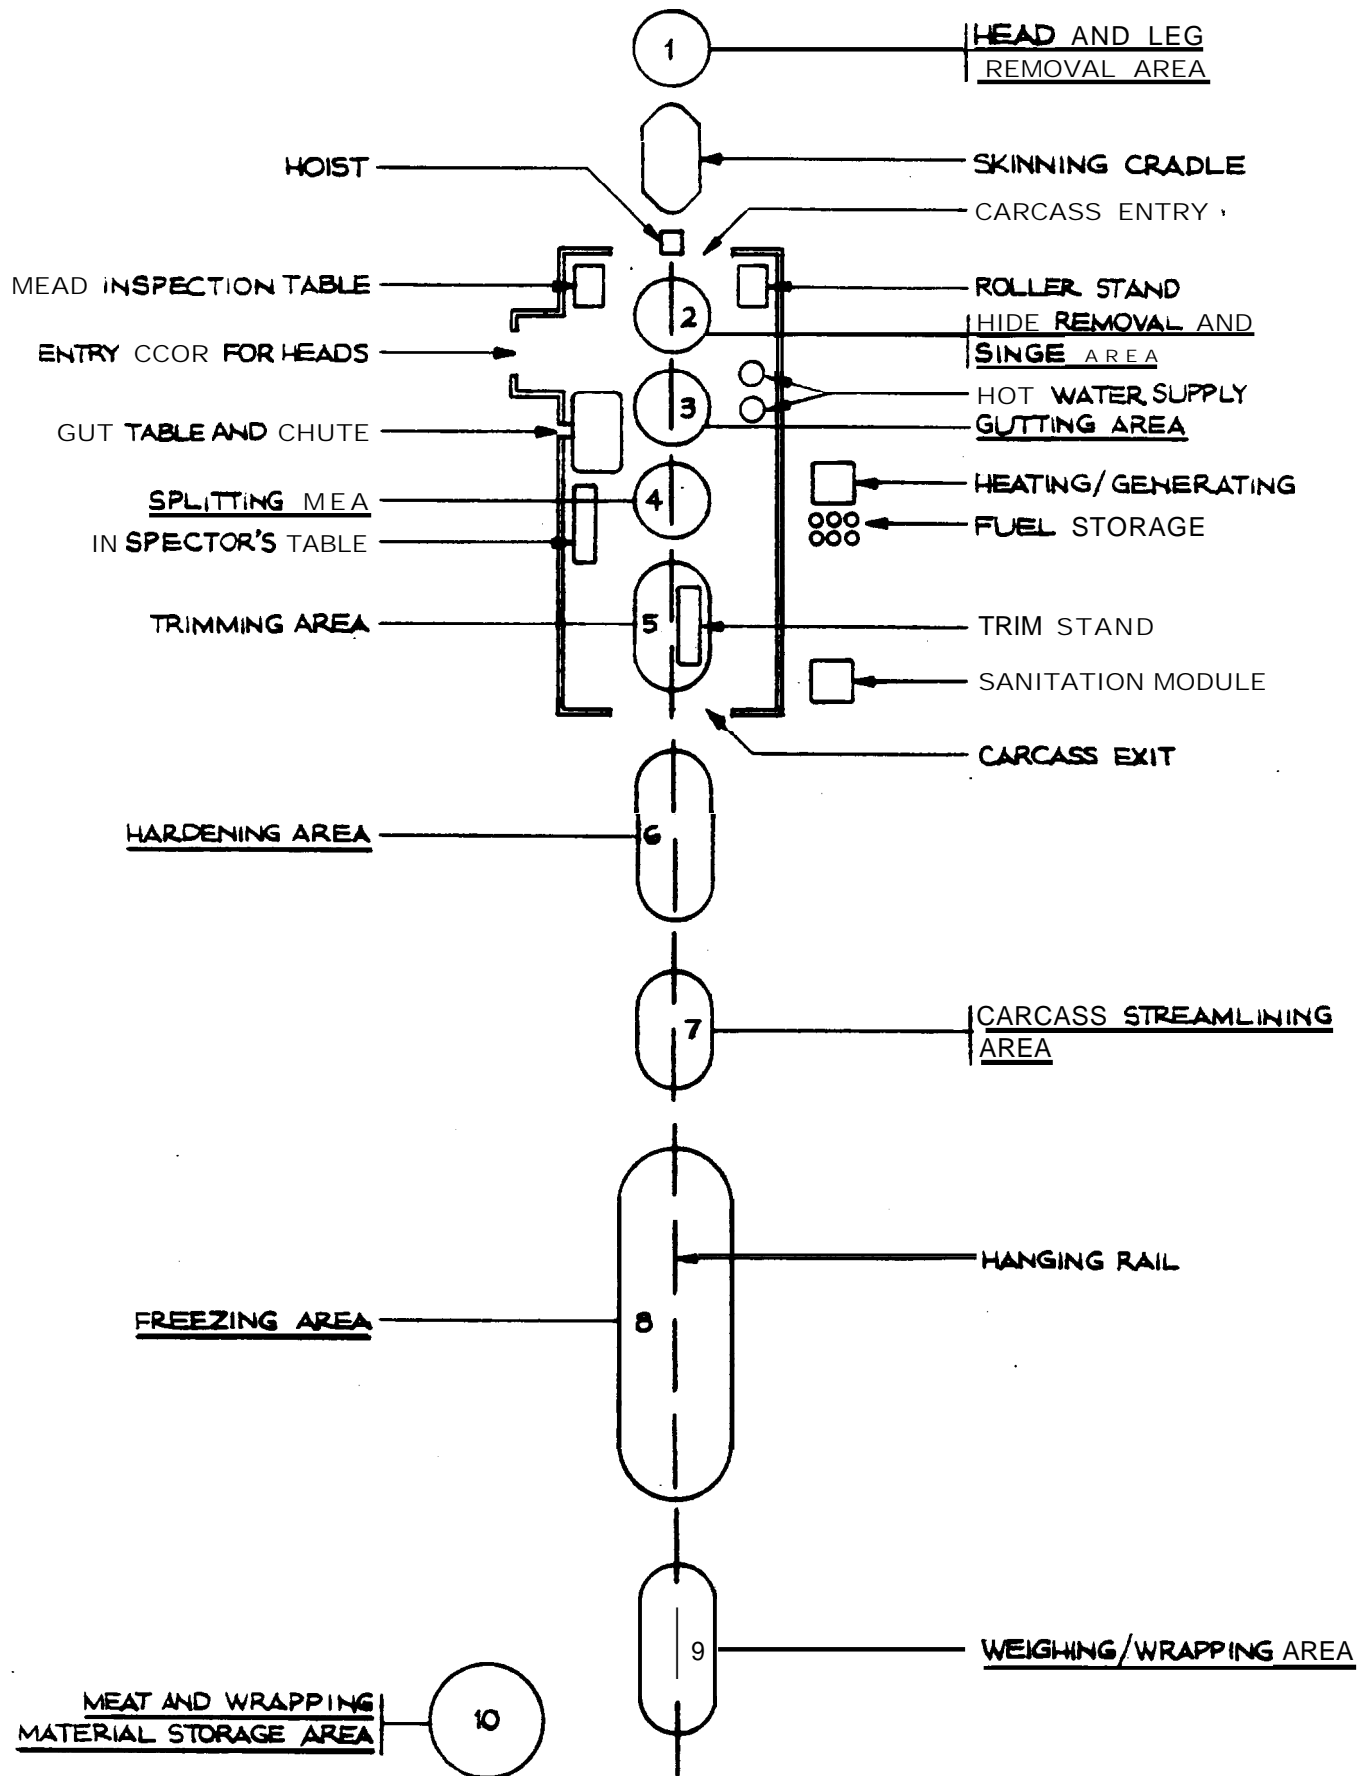 1
HEAD AND LEG
REMOVAL AREA
HOIST
SKINNING CRADLE
CARCASS ENTRY
MEAD INSPECTION TABLE
ROLLER STAND
2
HIDE REMOVAL AND
SINGE AREA
ENTRY CCOR FOR HEADS
HOT WATER SUPPLY
3
GUT TABLE AND CHUTE
GUTTING AREA
HEATING/GENERATING
SPLITTING MEA
4
FUEL STORAGE
INSPECTOR'S TABLE
TRIMMING AREA
5
TRIM STAND
SANITATION MODULE
CARCASS EXIT
HARDENING AREA
6
7
CARCASS STREAMLINING
AREA
HANGING RAIL
FREEZING AREA
8
9
WEIGHING/WRAPPING AREA
MEAT AND WRAPPING
MATERIAL STORAGE AREA
10